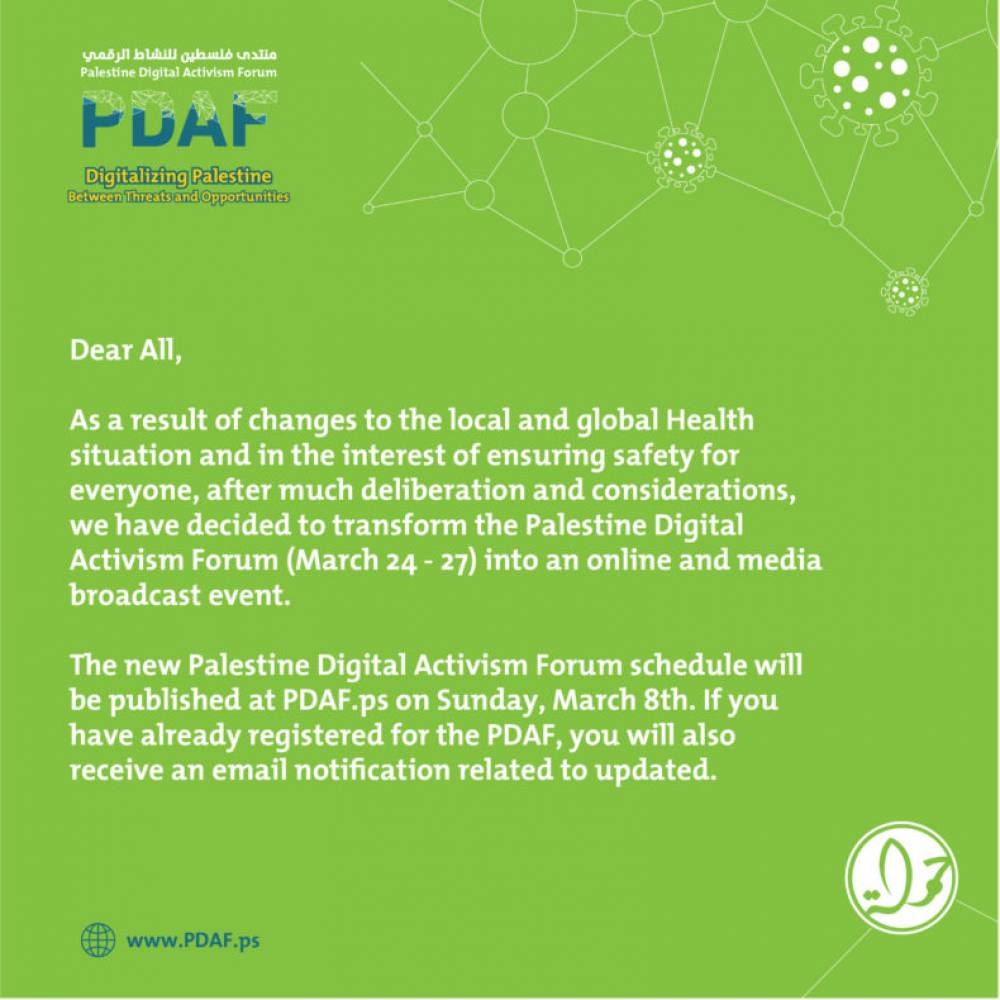 منتدى فلسطين للنشاط الرقمي
Palestine Digital Activism Forum
PDAF
Digitalizing Palestine
Between Threats and Opportunities
Dear All,
As a result of changes to the local and global Health
situation and in the interest of ensuring safety for
everyone, after much deliberation and considerations,
we have decided to transform the Palestine Digital
Activism Forum (March 24 - 27) into an online and media
broadcast event.
The new Palestine Digital Activism Forum schedule will
be published at PDAF.ps on Sunday, March 8th. If you
have already registered for the PDAF, you will also
receive an email notification related to updated.
حملة
www.PDAF.ps